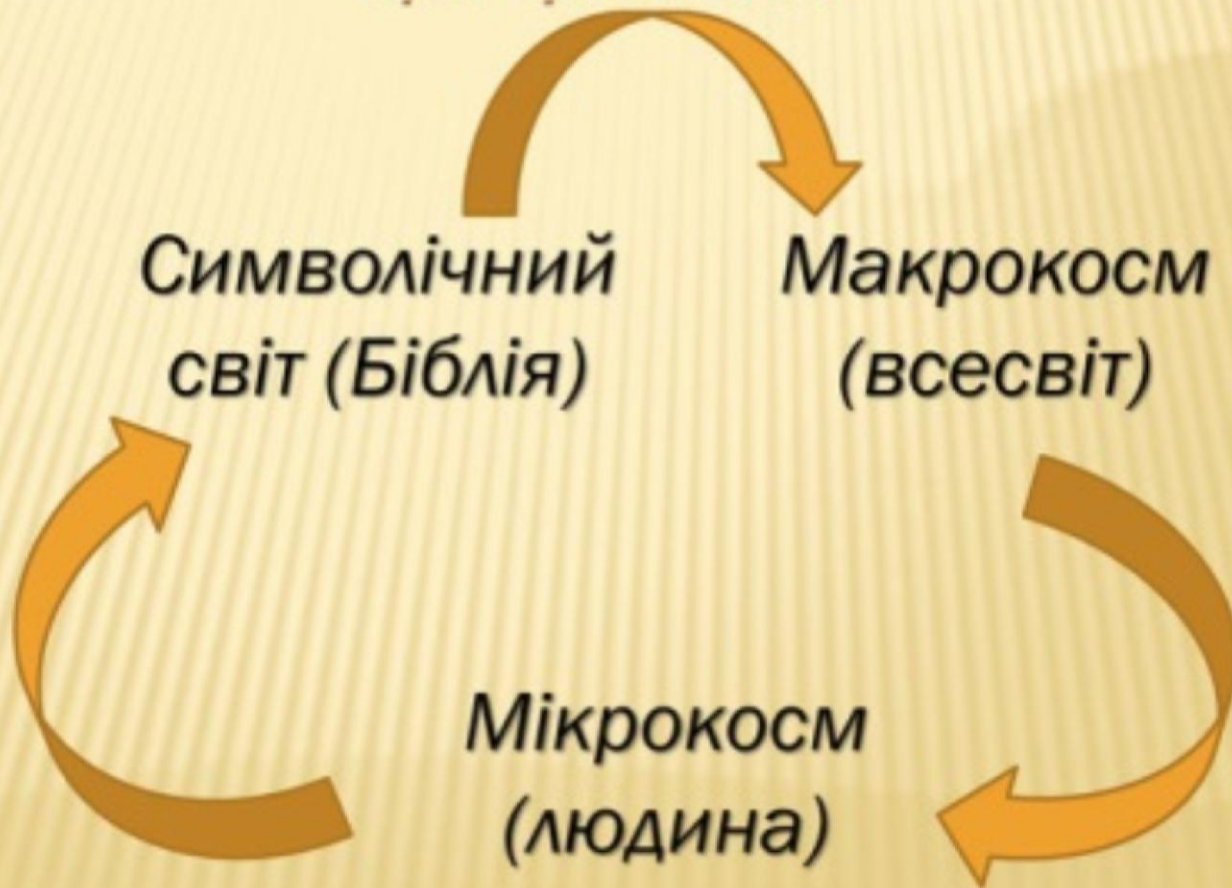 Символічний
світ (Біблія)
Макрокосм
(всесвіт)
Мікрокосм
(людина)